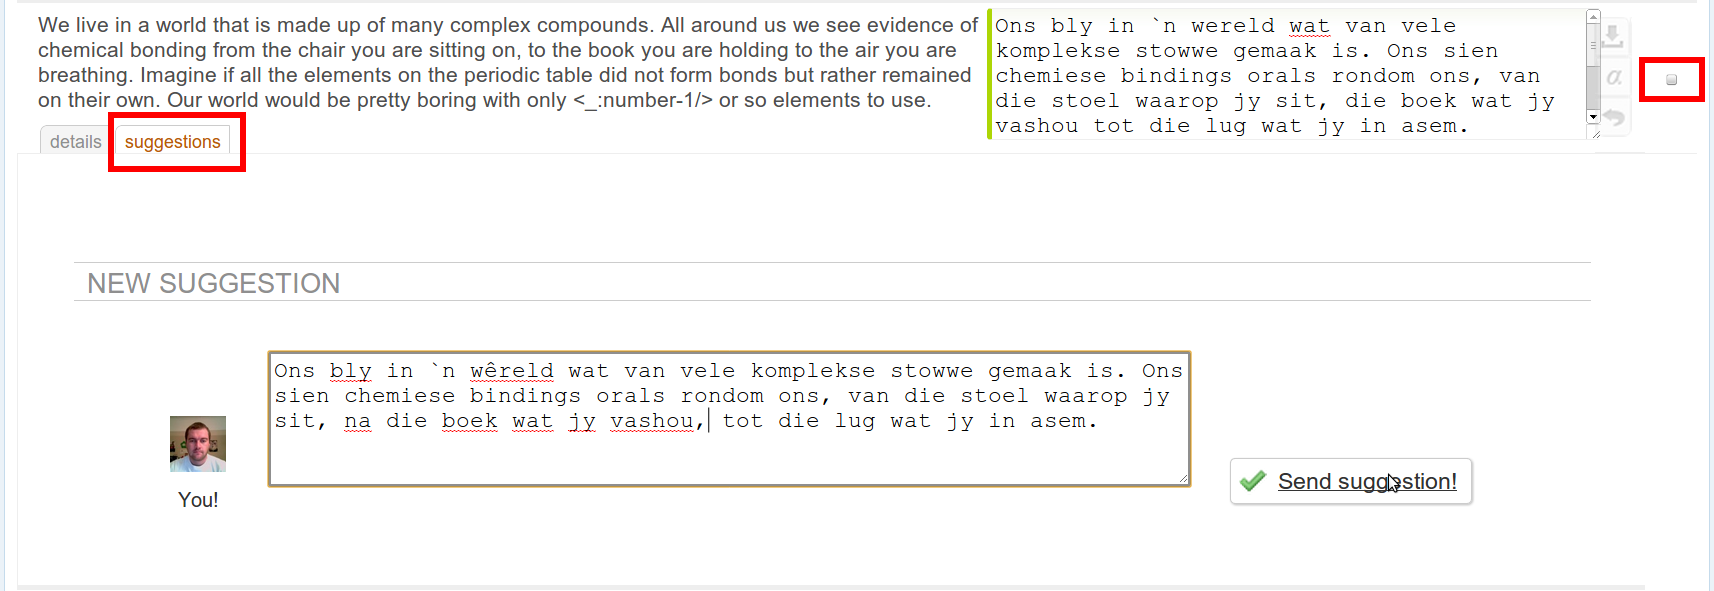 We live in a world that is made up of many complex compounds. All around us we see evidence of
chemical bonding from the chair you are sitting on, to the book you are holding to the air you are
breathing. Imagine if all the elements on the periodic table did not form bonds but rather remained
on their own. Our world would be pretty boring with only <_:number-1/> or so elements to use.
Ons bly in `n wereld wat van vele
komplekse stowwe gemaak is. Ons sien
chemiese bindings orals rondom ons, van
die stoel waarop jy sit, die boek wat jy
vashou tot die lug wat jy in asem.
α
details
suggestions
NEW SUGGESTION
Ons bly in `n wêreld wat van vele komplekse stowwe gemaak is. Ons
sien chemiese bindings orals rondom ons, van die stoel waarop jy
sit, na die boek wat jy vashou, tot die lug wat jy in asem.
You!
Send suggestion!